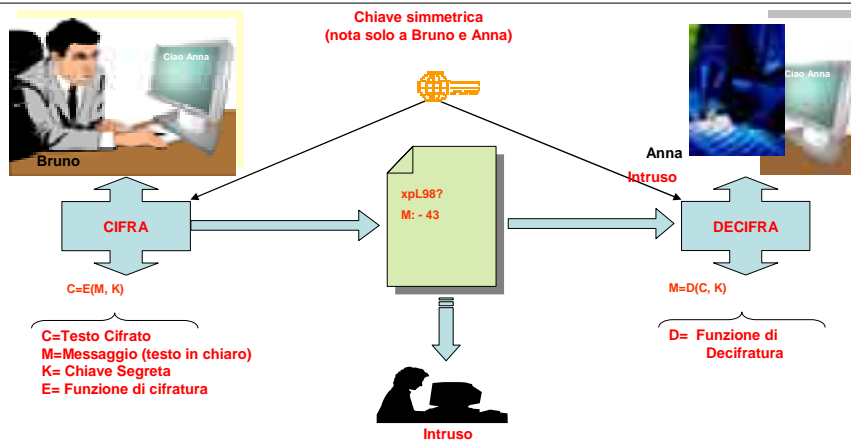 Chiave simmetrica
(nota solo a Bruno e Anna)
Ciao Anna
Ciao Anna
Bruno
Anna
Intruso
xpL98?
M: - 43
CIFRA
DECIFRA
C=E(M, K)
M=D(C, K)
C=Testo Cifrato
M=Messaggio (testo in chiaro)
K= Chiave Segreta
E= Funzione di cifratura
D= Funzione di
Decifratura
Intruso